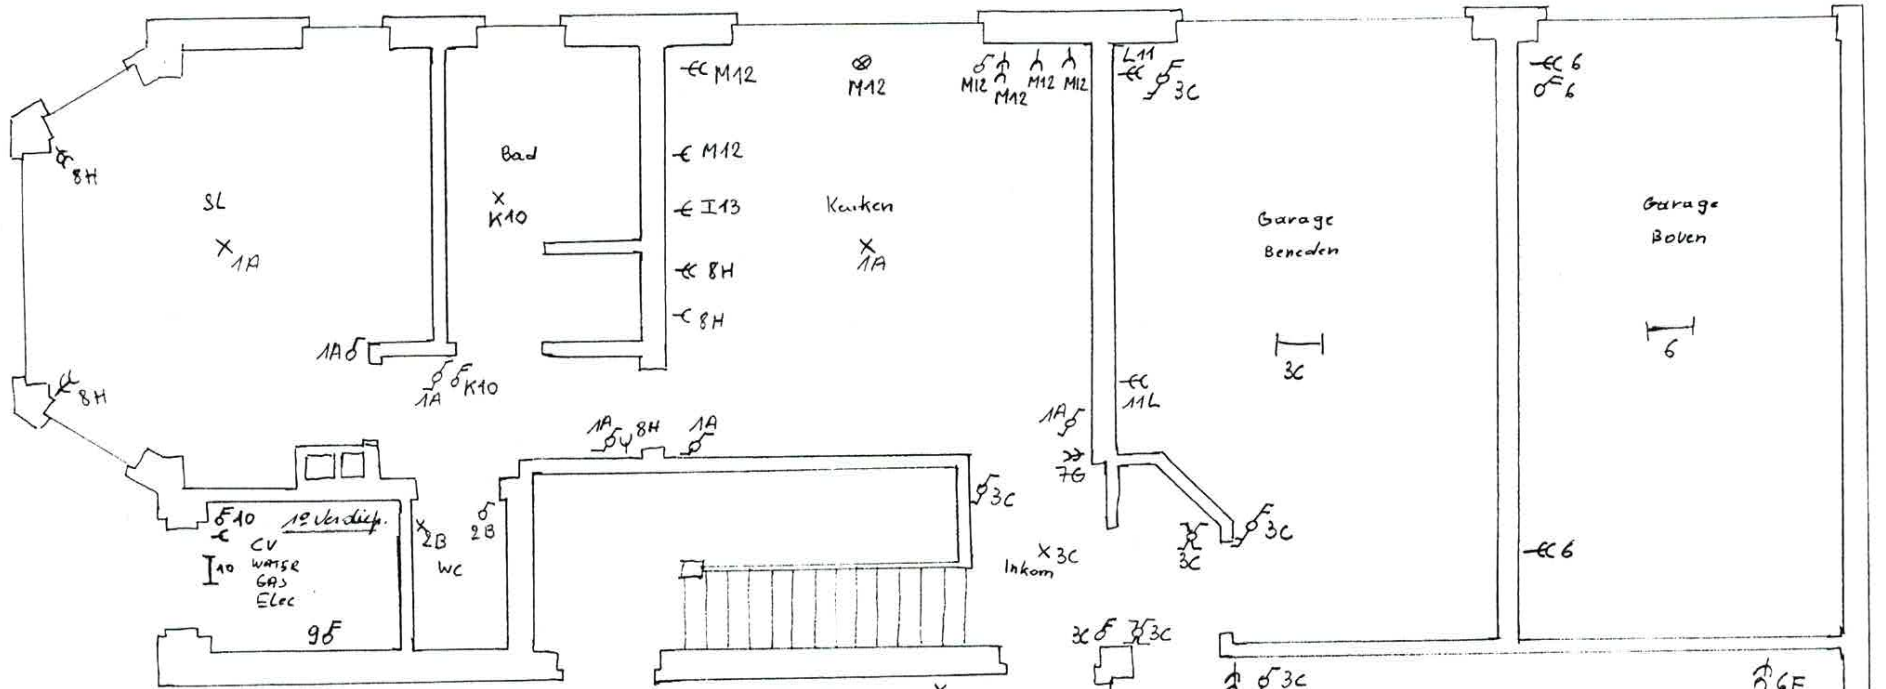 M12
M12
M12
M12
M12
M12
L11
3C
6
6
8H
Bad
M12
SL
K10
I13
Keuken
Garage
Beneden
Garage
Boven
1A
1A
8H
8H
1A
1A
K10
8H
3C
6
11L
1A
8H
1A
1A
7G
10
1e verdiep.
2B
2B
3C
3C
3C
6
CV
WATER
GAS
Elec
10
WC
Inkom
3C
9
3C
3C
3C
6F